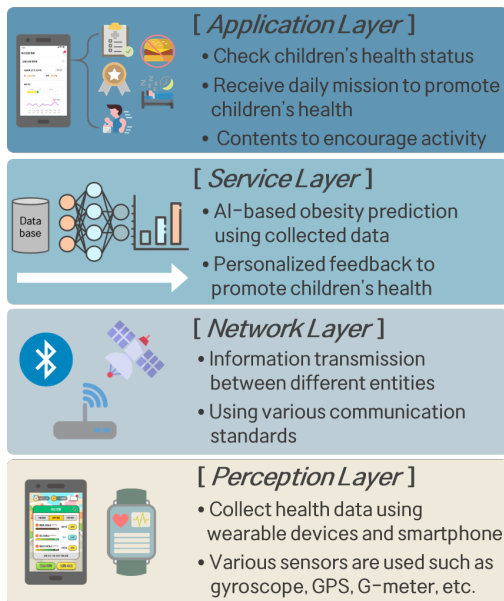 [ Application Layer ]
• Check children's health status
• Receive daily mission to promote
children's health
• Contents to encourage activity
[ Service Layer ]
Data
base
• AI-based obesity prediction
using collected data
• Personalized feedback to
promote children's health
[ Network Layer ]
• Information transmission
between different entities
• Using various communication
standards
[ Perception Layer ]
• Collect health data using
wearable devices and smartphone
• Various sensors are used such as
gyroscope, GPS, G-meter, etc.